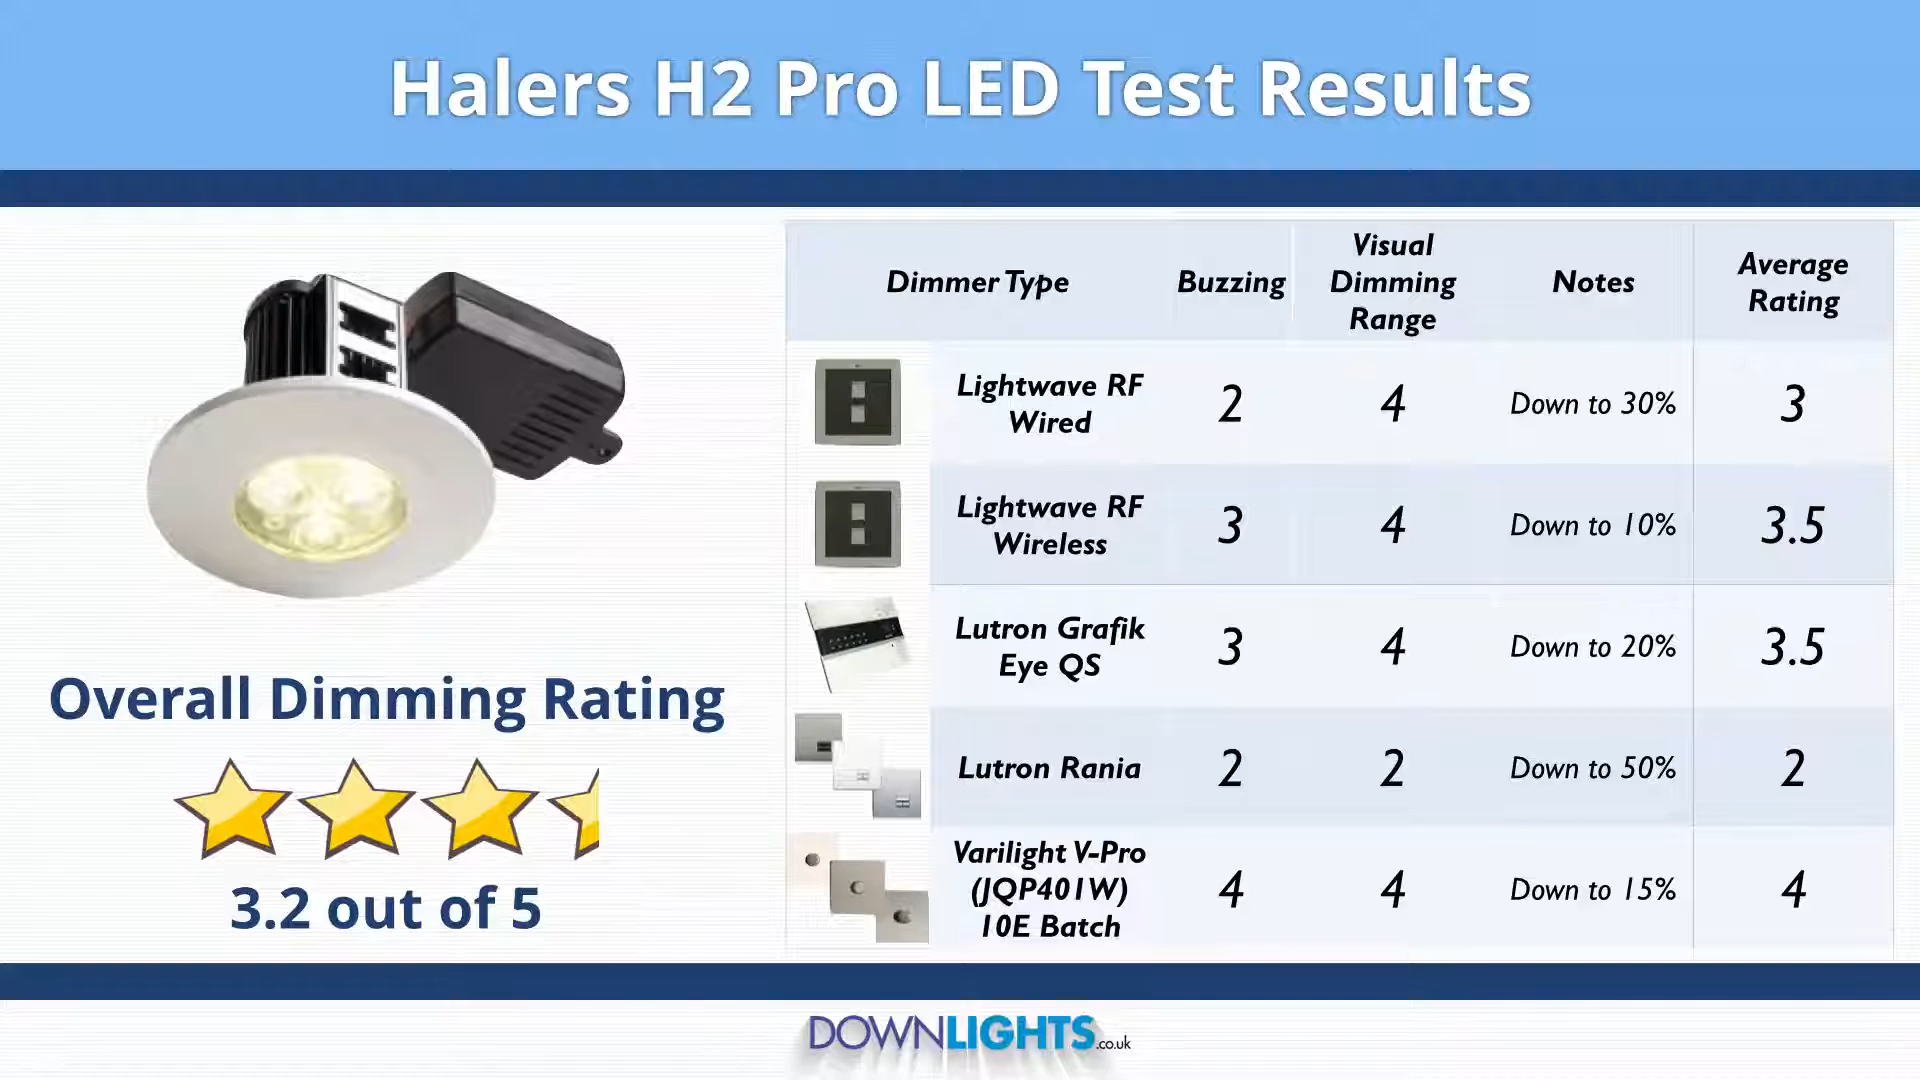 Halers H2 Pro LED Test Results
Dimmer Type
Buzzing
Visual
Dimming
Range
Notes
Average
Rating
Lightwave RF
Wired
2
4
Down to 30%
3
Lightwave RF
Wireless
3
4
Down to 10%
3.5
Lutron Grafik
Eye QS
3
4
Down to 20%
3.5
Lutron Rania
2
2
Down to 50%
2
Varilight V-Pro
(JQP401W)
10E Batch
4
4
Down to 15%
4
Overall Dimming Rating
3.2 out of 5
DOWNLIGHTS.co.uk